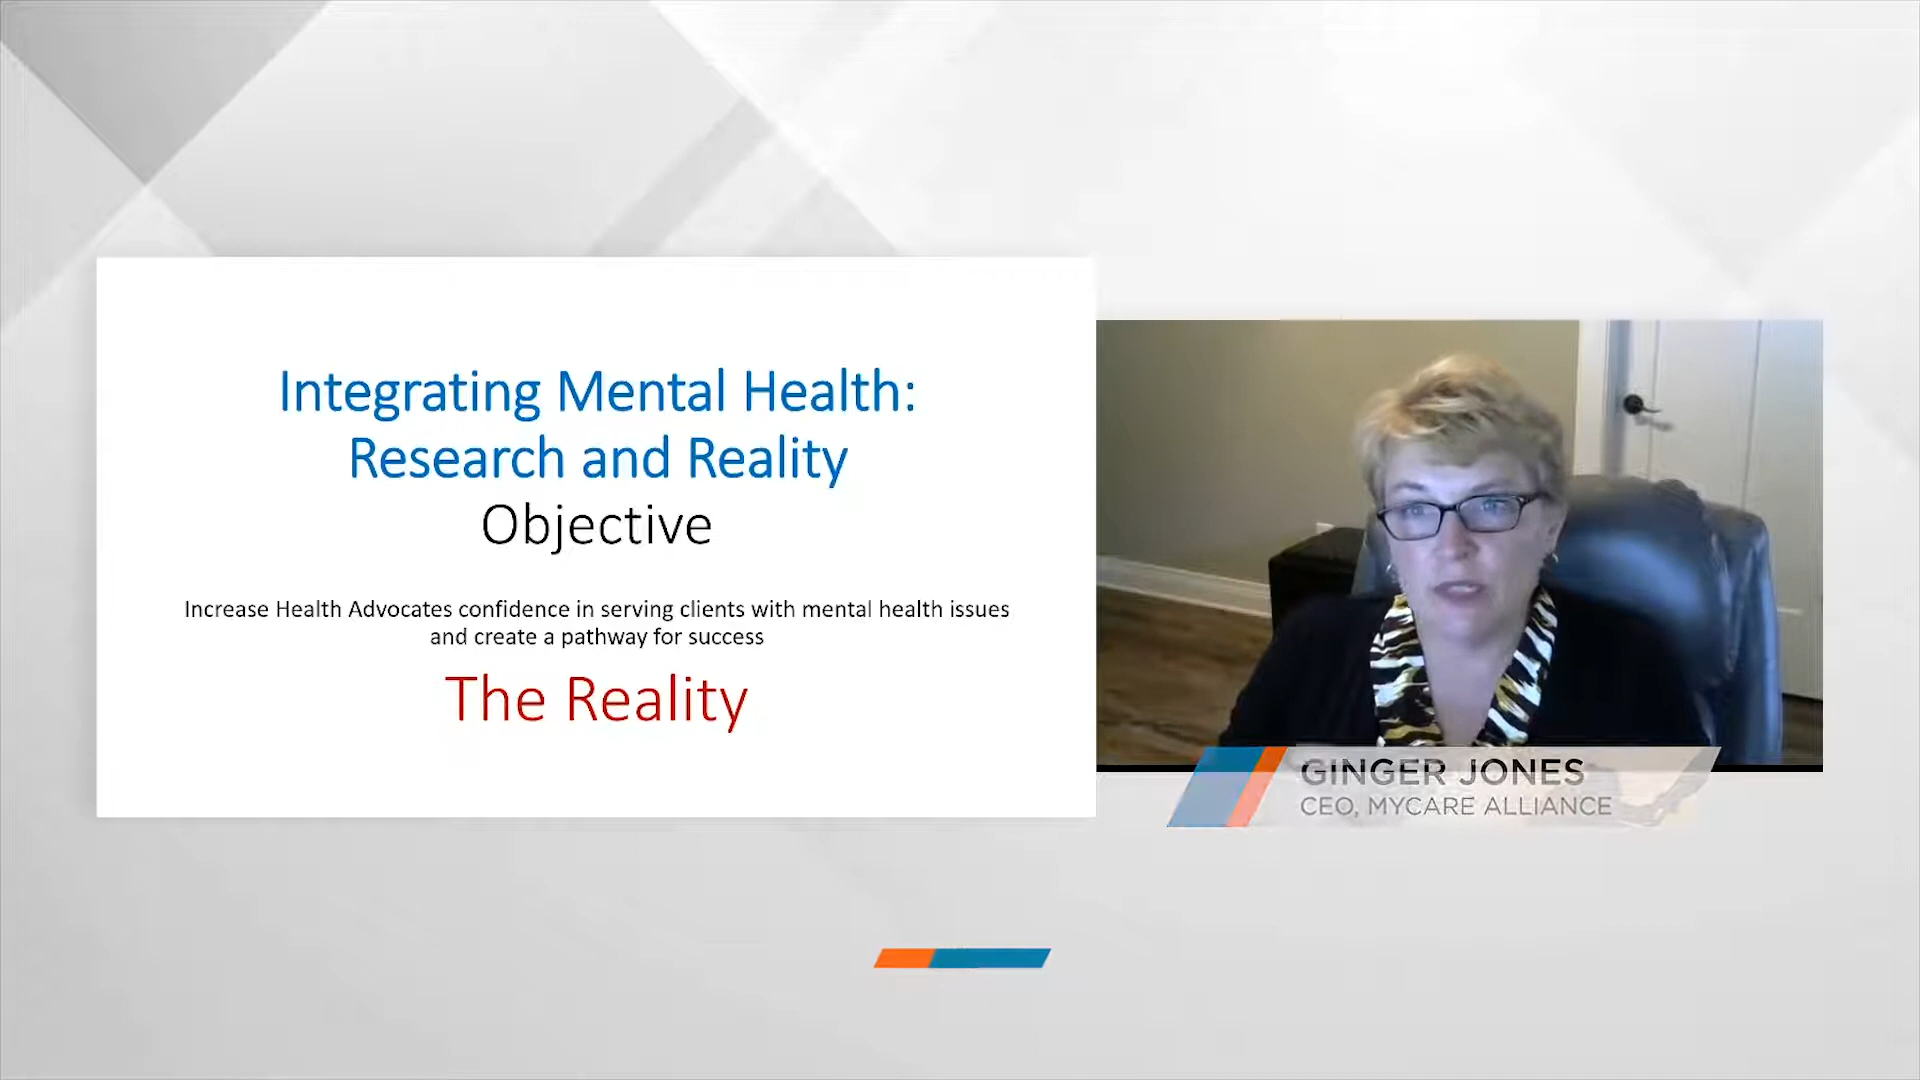 Integrating Mental Health:
Research and Reality
Objective
Increase Health Advocates confidence in serving clients with mental health issues
and create a pathway for success
The Reality
GINGER JONES
CEO, MYCARE ALLIANCE